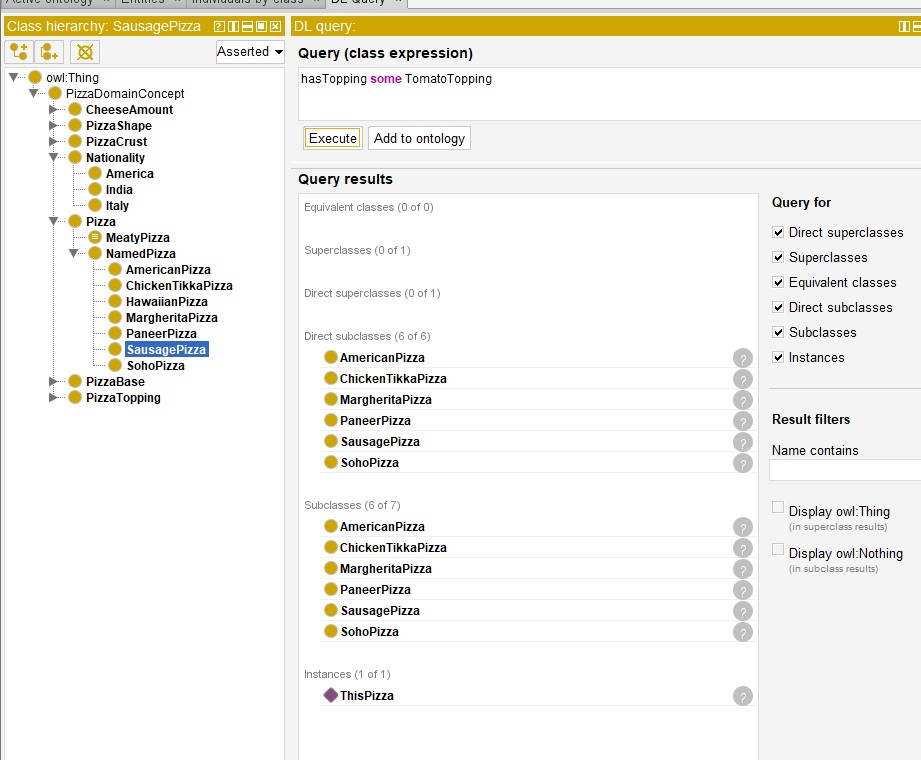 Active ontology × Entities × Individuals by class × DL Query ×
Class hierarchy: SausagePizza
Asserted
owl:Thing
PizzaDomainConcept
CheeseAmount
PizzaShape
PizzaCrust
Nationality
America
India
Italy
Pizza
MeatyPizza
NamedPizza
AmericanPizza
ChickenTikkaPizza
HawaiianPizza
MargheritaPizza
PaneerPizza
SausagePizza
SohoPizza
PizzaBase
PizzaTopping
DL query:
Query (class expression)
hasTopping some TomatoTopping
Execute
Add to ontology
Query results
Equivalent classes (0 of 0)
Superclasses (0 of 1)
Direct superclasses (0 of 1)
Direct subclasses (6 of 6)
AmericanPizza ?
ChickenTikkaPizza ?
MargheritaPizza ?
PaneerPizza ?
SausagePizza ?
SohoPizza ?
Subclasses (6 of 7)
AmericanPizza ?
ChickenTikkaPizza ?
MargheritaPizza ?
PaneerPizza ?
SausagePizza ?
SohoPizza ?
Instances (1 of 1)
ThisPizza ?
Query for
Direct superclasses
Superclasses
Equivalent classes
Direct subclasses
Subclasses
Instances
Result filters
Name contains
Display owl:Thing
(in superclass results)
Display owl:Nothing
(in subclass results)